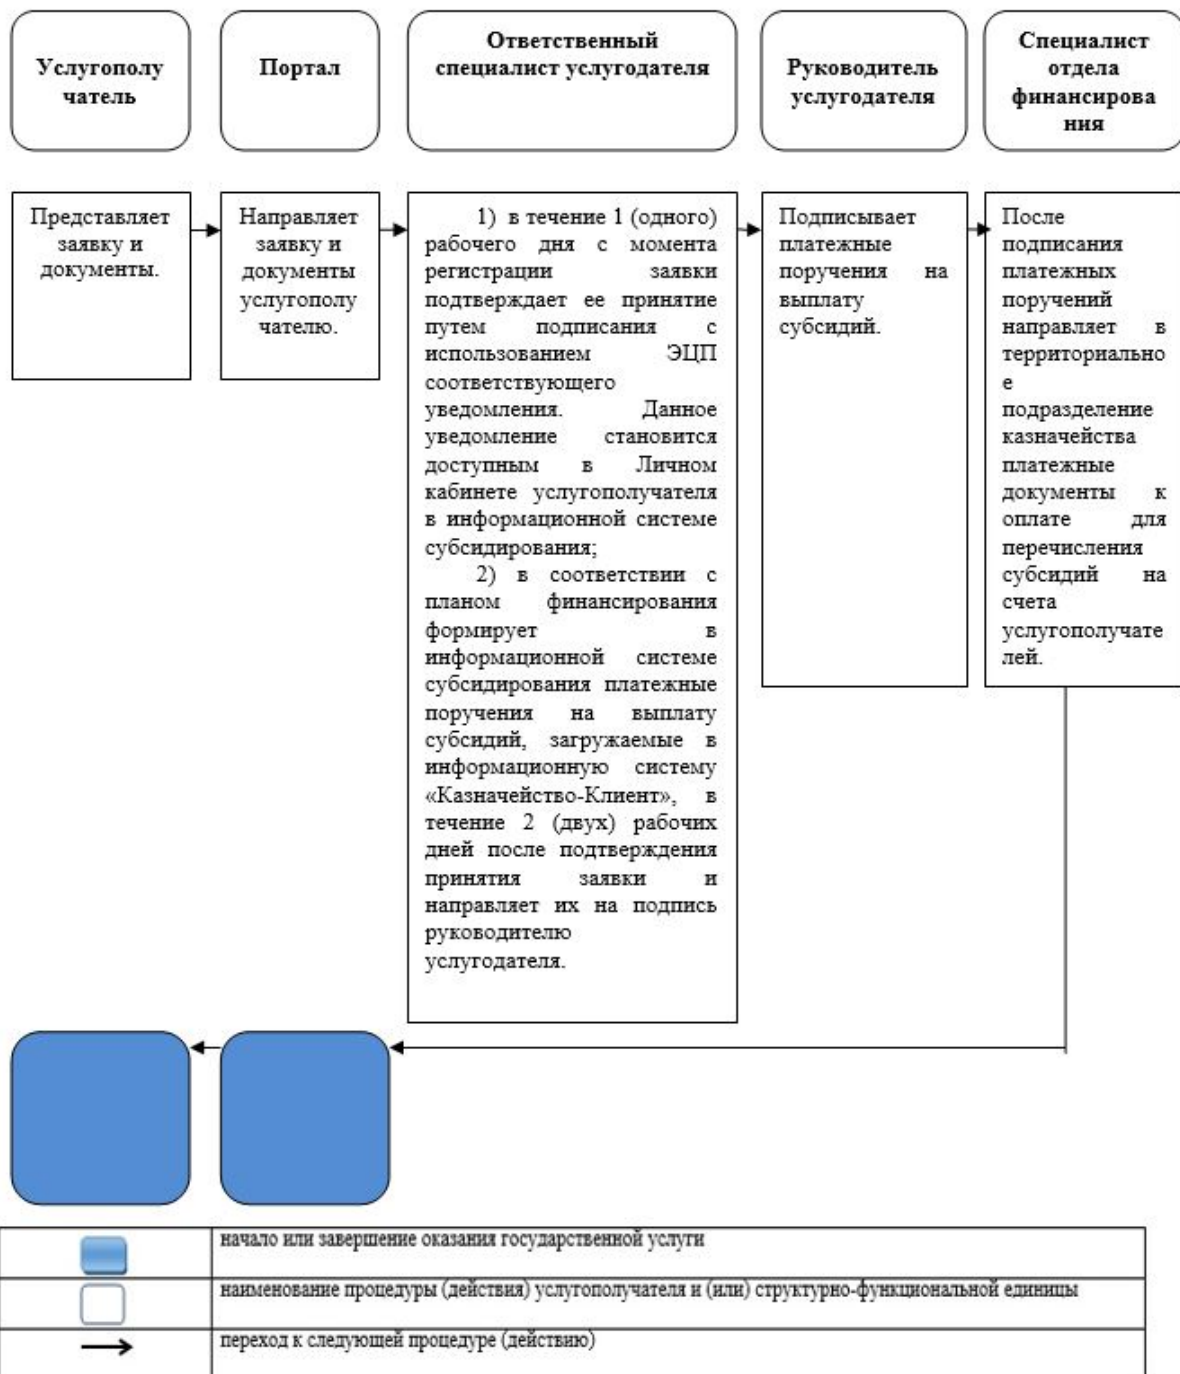 Услугополу
чатель
Портал
Ответственный
специалист услугодателя
Руководитель
услугодателя
Специалист
отдела
финансирова
ния
Представляет
заявку и
документы.
Направляет
заявку и
документы
услугополу
чателю.
1) в течение 1 (одного)
рабочего дня с момента
регистрации заявки
подтверждает ее принятие
путем подписания с
использованием ЭЦП
соответствующего
уведомления. Данное
уведомление становится
доступным в Личном
кабинете услугополучателя
в информационной системе
субсидирования;
2) в соответствии с
планом финансирования
формирует в
информационной системе
субсидирования платежные
поручения на выплату
субсидий, загружаемые в
информационную систему
«Казначейство-Клиент», в
течение 2 (двух) рабочих
дней после подтверждения
принятия заявки и
направляет их на подпись
руководителю
услугодателя.
Подписывает
платежные
поручения на
выплату
субсидий.
После
подписания
платежных
поручений
направляет в
территориально
е
подразделение
казначейства
платежные
документы к
оплате для
перечисления
субсидий на
счета
услугополучате
лей.
начало или завершение оказания государственной услуги
наименование процедуры (действия) услугополучателя и (или) структурно-функциональной единицы
переход к следующей процедуре (действию)